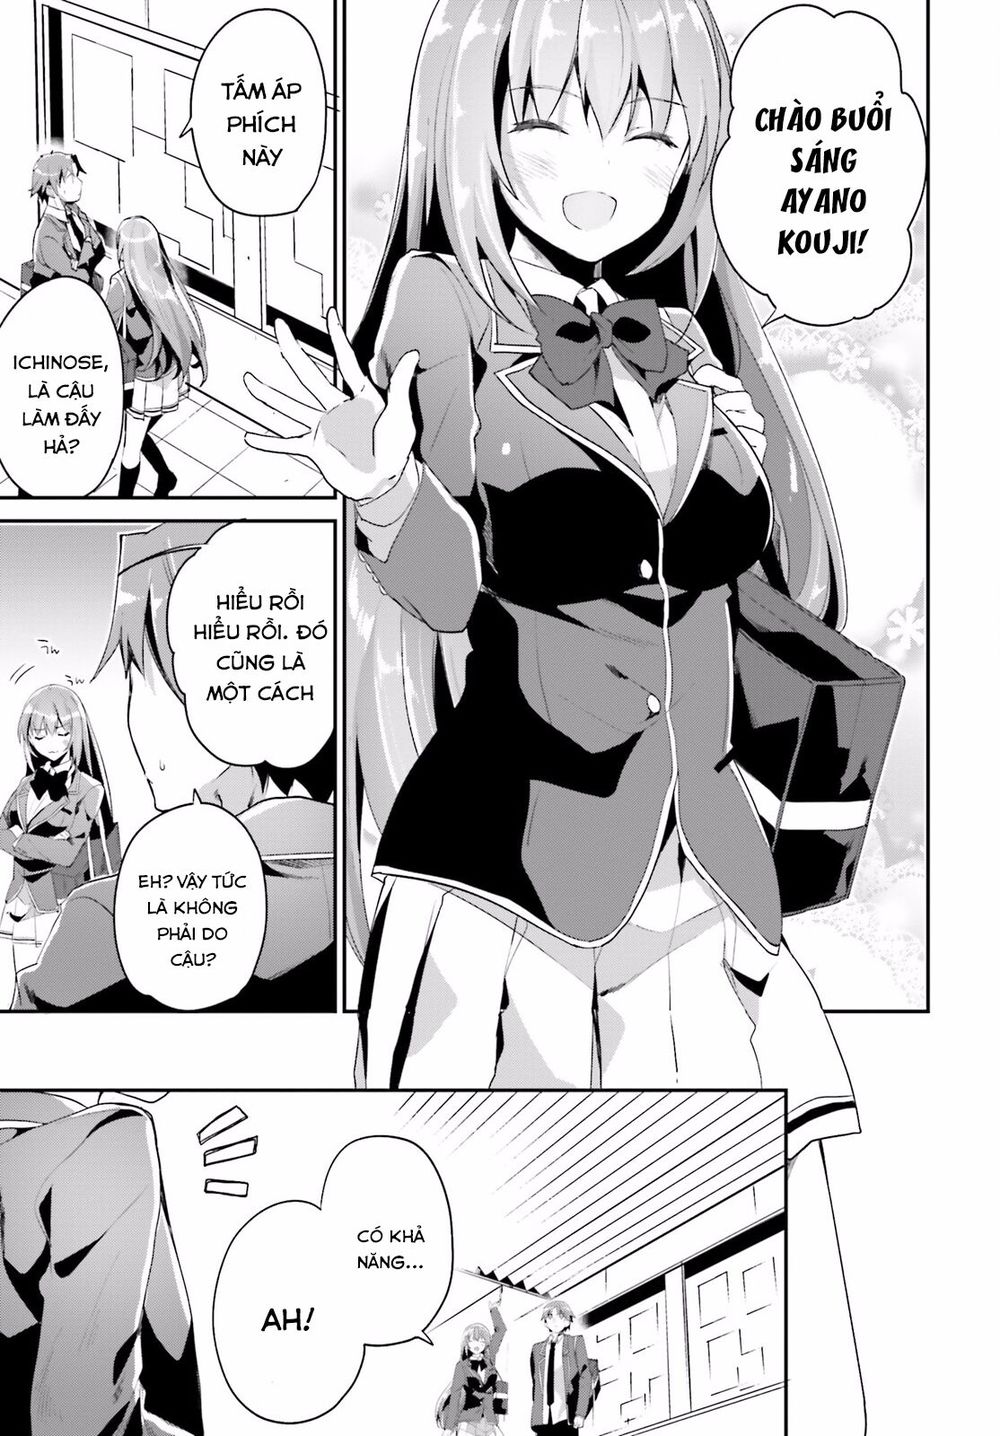 CHÀO BUỔI
SÁNG
AYANO
KOUJI!
TẤM ÁP
PHÍCH
NÀY
ICHINOSE,
LÀ CẬU
LÀM ĐẤY
HẢ?
HIỂU RỒI
HIỂU RỒI. ĐÓ
CŨNG LÀ
MỘT CÁCH
EH? VẬY TỨC
LÀ KHÔNG
PHẢI DO
CẬU?
CÓ KHẢ
NĂNG...
AH!